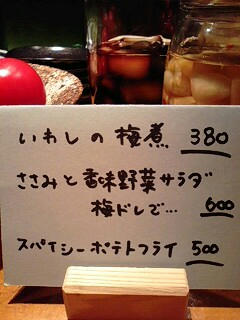 いわしの梅煮 380
ささみと香味野菜サラダ
梅ドレで… 600
スパイシーポテトフライ 500